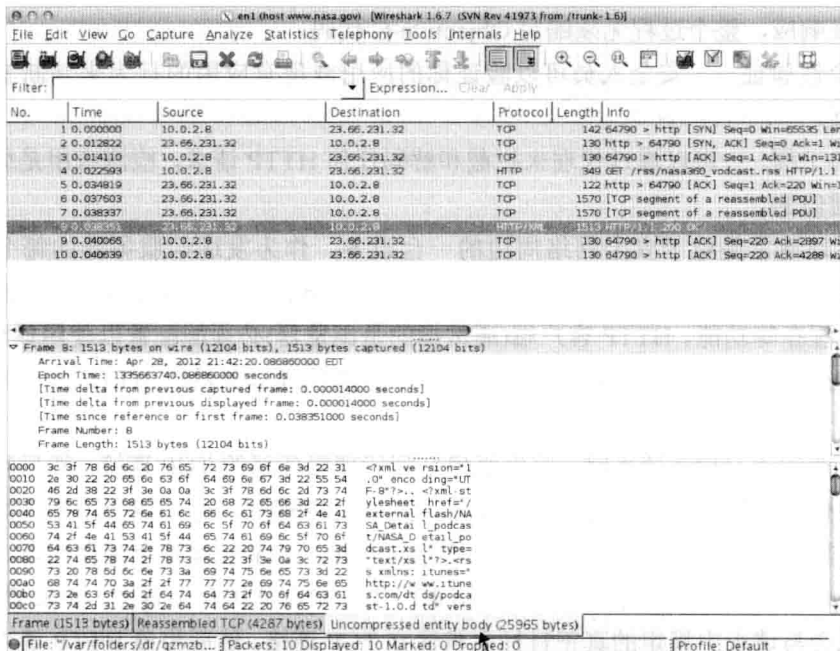 en1 (host www.nasa.gov) [Wireshark 1.6.7 (SVN Rev 41973 from /trunk-1.6)]
File Edit View Go Capture Analyze Statistics Telephony Tools Internals Help
Filter: Expression... Clear Apply
No. Time Source Destination Protocol Length Info
1 0.000000 10.0.2.8 23.66.231.32 TCP 142 64790 > http [SYN] Seq=0 Win=65535 Len
2 0.012822 23.66.231.32 10.0.2.8 TCP 130 http > 64790 [SYN, ACK] Seq=0 Ack=1 Wi
3 0.014110 10.0.2.8 23.66.231.32 TCP 130 64790 > http [ACK] Seq=1 Ack=1 Win=131
4 0.022593 10.0.2.8 23.66.231.32 HTTP 349 GET /rss/nasa360_vodcast.rss HTTP/1.1
5 0.034819 23.66.231.32 10.0.2.8 TCP 122 http > 64790 [ACK] Seq=1 Ack=220 Win=
6 0.037603 23.66.231.32 10.0.2.8 TCP 1570 [TCP segment of a reassembled PDU]
7 0.038337 23.66.231.32 10.0.2.8 TCP 1570 [TCP segment of a reassembled PDU]
8 0.038351 23.66.231.32 10.0.2.8 HTTP/XML 1513 HTTP/1.1 200 OK
9 0.040066 10.0.2.8 23.66.231.32 TCP 130 64790 > http [ACK] Seq=220 Ack=2897 Wi
10 0.040639 10.0.2.8 23.66.231.32 TCP 130 64790 > http [ACK] Seq=220 Ack=4288 Wi
Frame 8: 1513 bytes on wire (12104 bits), 1513 bytes captured (12104 bits)
Arrival Time: Apr 28, 2012 21:42:20.086860000 EDT
Epoch Time: 1335663740.086860000 seconds
[Time delta from previous captured frame: 0.000014000 seconds]
[Time delta from previous displayed frame: 0.000014000 seconds]
[Time since reference or first frame: 0.038351000 seconds]
Frame Number: 8
Frame Length: 1513 bytes (12104 bits)
0000 3c 3f 78 6d 6c 20 76 65 72 73 69 6f 6e 3d 22 31 <?xml ve rsion="1
0010 2e 30 22 20 65 6e 63 6f 64 69 6e 67 3d 22 55 54 .0" enco ding="UT
0020 46 2d 38 22 3f 3e 0a 0a 3c 3f 78 6d 6c 2d 73 74 F-8"?>.. <?xml-st
0030 79 6c 65 73 68 65 65 74 20 68 72 65 66 3d 22 2f ylesheet href="/
0040 65 78 74 65 72 6e 61 6c 66 6c 61 73 68 2f 4e 41 external flash/NA
0050 53 41 5f 44 65 74 61 69 6c 5f 70 6f 64 63 61 73 SA_Detai l_podcas
0060 74 2f 4e 41 53 41 5f 44 65 74 61 69 6c 5f 70 6f t/NASA_D etail_po
0070 64 63 61 73 74 2e 78 73 6c 22 20 74 79 70 65 3d dcast.xs l" type=
0080 22 74 65 78 74 2f 78 73 6c 22 3f 3e 0a 3c 72 73 "text/xs l"?>.<rs
0090 73 20 78 6d 6c 6e 73 3a 69 74 75 6e 65 73 3d 22 s xmlns: itunes="
00a0 68 74 74 70 3a 2f 2f 77 77 77 2e 69 74 75 6e 65 http://w ww.itune
00b0 73 2e 63 6f 6d 2f 64 74 64 73 2f 70 6f 64 63 61 s.com/dt ds/podca
00c0 73 74 2d 31 2e 30 2e 64 74 64 22 20 76 65 72 73 st-1.0.d td" vers
Frame (1513 bytes) Reassembled TCP (4287 bytes) Uncompressed entity body (25965 bytes)
File: "/var/folders/dr/qzmzb... Packets: 10 Displayed: 10 Marked: 0 Dropped: 0 Profile: Default